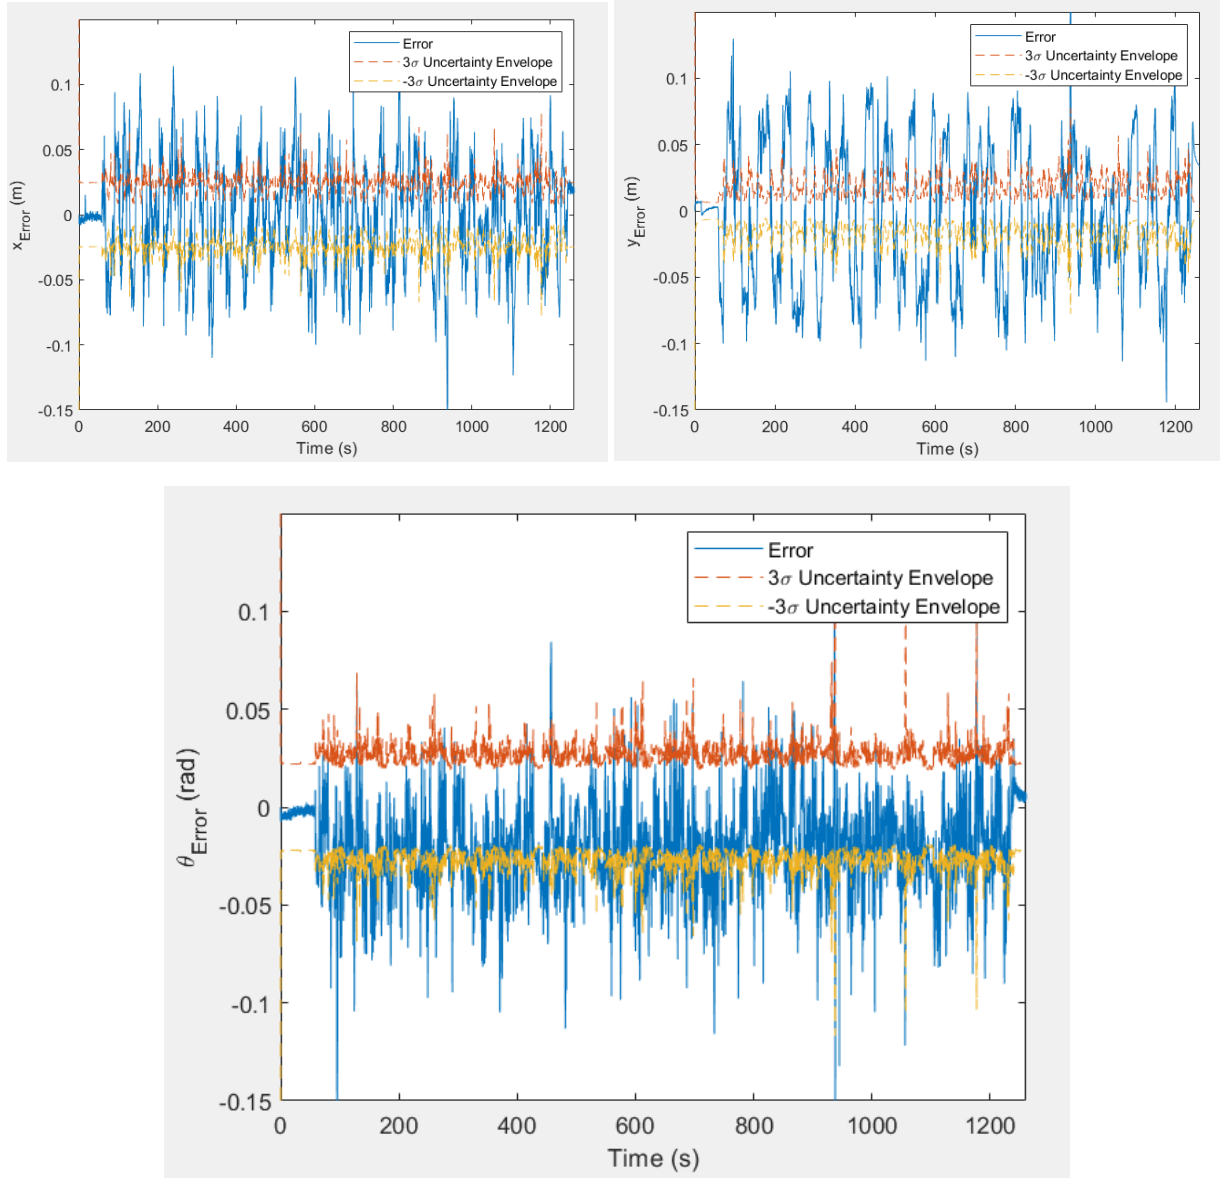 Error
3σ Uncertainty Envelope
-3σ Uncertainty Envelope
0.1
0.05
0
-0.05
-0.1
-0.15
x_Error (m)
0 200 400 600 800 1000 1200
Time (s)
Error
3σ Uncertainty Envelope
-3σ Uncertainty Envelope
0.1
0.05
0
-0.05
-0.1
-0.15
y_Error (m)
0 200 400 600 800 1000 1200
Time (s)
Error
3σ Uncertainty Envelope
-3σ Uncertainty Envelope
0.1
0.05
0
-0.05
-0.1
-0.15
θ_Error (rad)
0 200 400 600 800 1000 1200
Time (s)